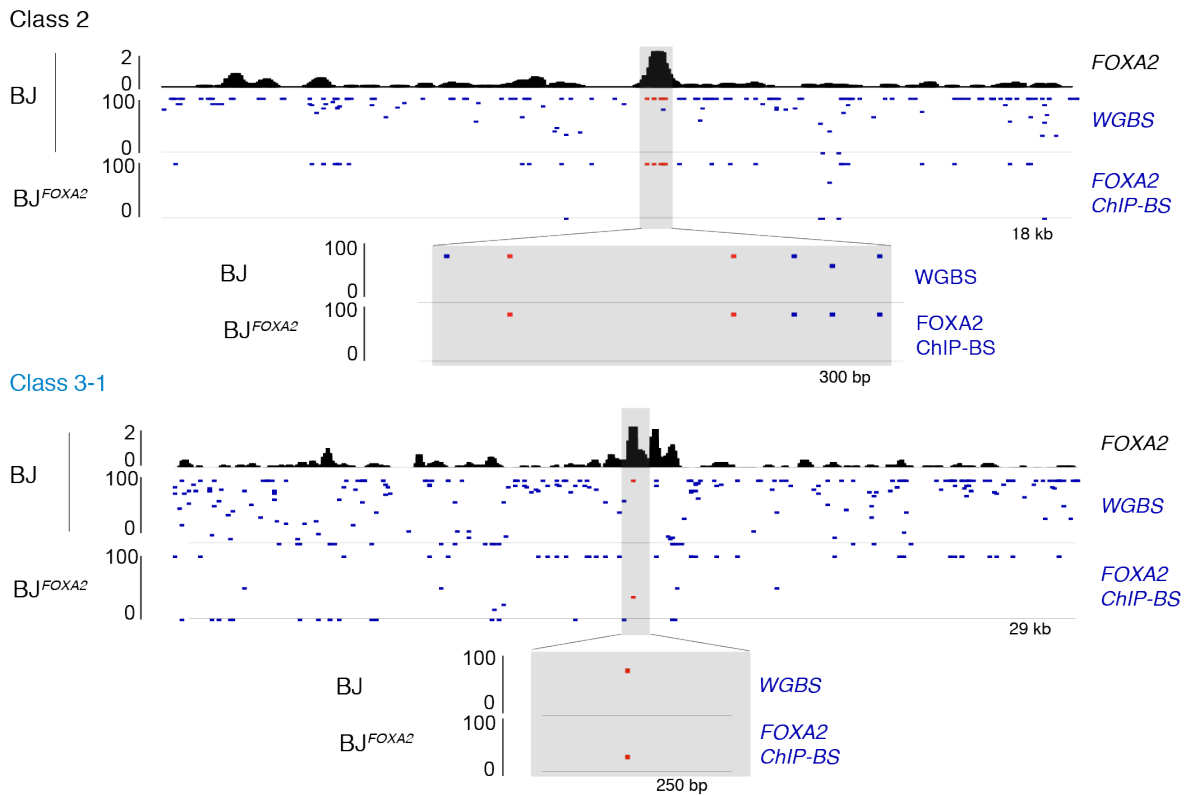 Class 2
BJ
2
0
FOXA2
100
0
WGBS
BJFOXA2
100
0
FOXA2
ChIP-BS
18 kb
BJ
100
0
WGBS
BJFOXA2
100
0
FOXA2
ChIP-BS
300 bp
Class 3-1
BJ
2
0
FOXA2
100
0
WGBS
BJFOXA2
100
0
FOXA2
ChIP-BS
29 kb
BJ
100
0
WGBS
BJFOXA2
100
0
FOXA2
ChIP-BS
250 bp